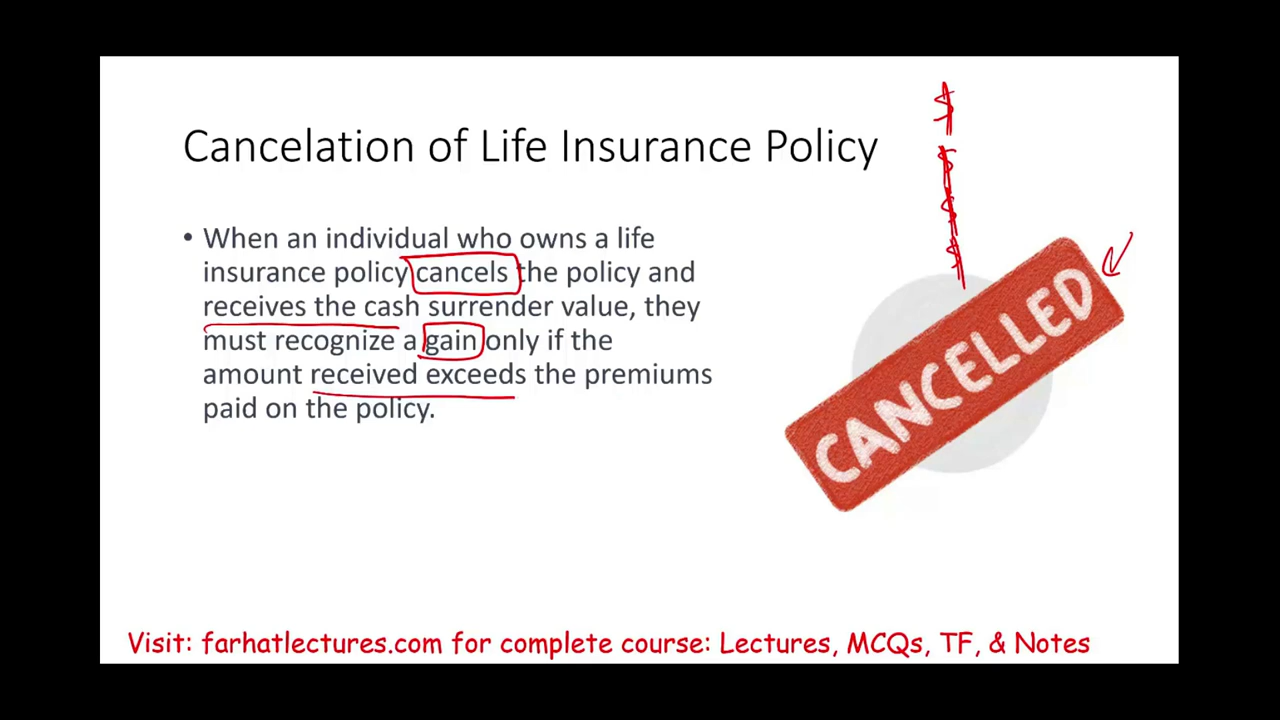 Cancelation of Life Insurance Policy
• When an individual who owns a life
insurance policy cancels the policy and
receives the cash surrender value, they
must recognize a gain only if the
amount received exceeds the premiums
paid on the policy.
CANCELLED
Visit: farhatlectures.com for complete course: Lectures, MCQs, TF, & Notes